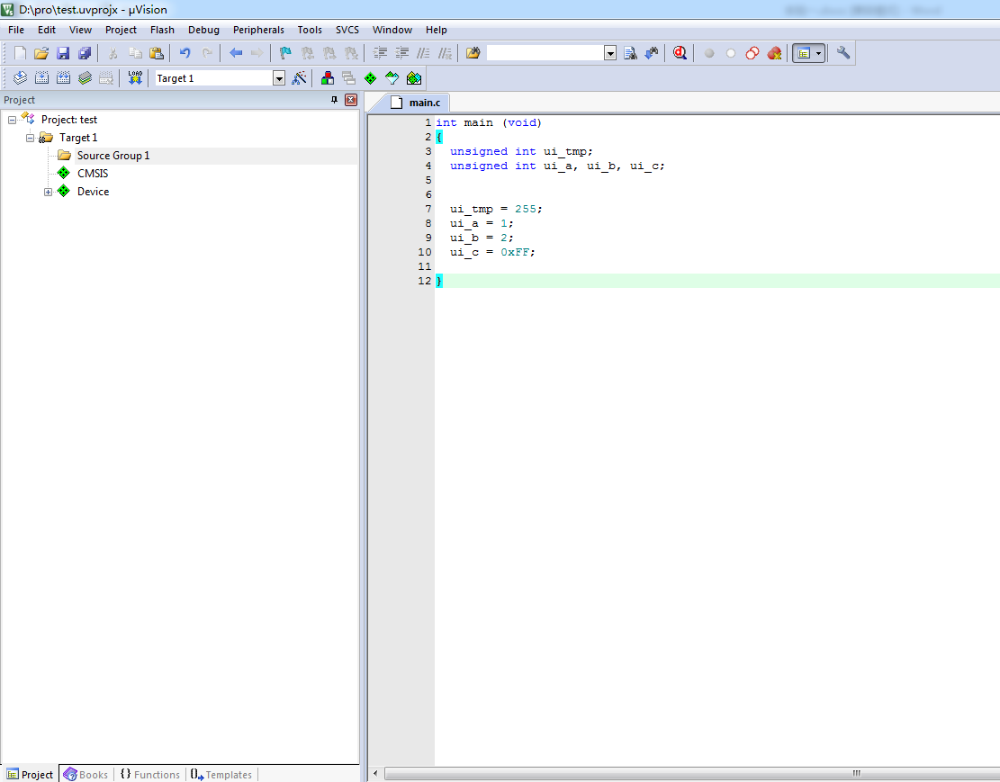 D:\pro\test.uvprojx - µVision
File Edit View Project Flash Debug Peripherals Tools SVCS Window Help
LOAD
Target 1
Project
main.c
Project: test
Target 1
Source Group 1
CMSIS
Device
1 int main (void)
2 {
3 unsigned int ui_tmp;
4 unsigned int ui_a, ui_b, ui_c;
5
6
7 ui_tmp = 255;
8 ui_a = 1;
9 ui_b = 2;
10 ui_c = 0xFF;
11
12 }
Project Books {} Functions Templates